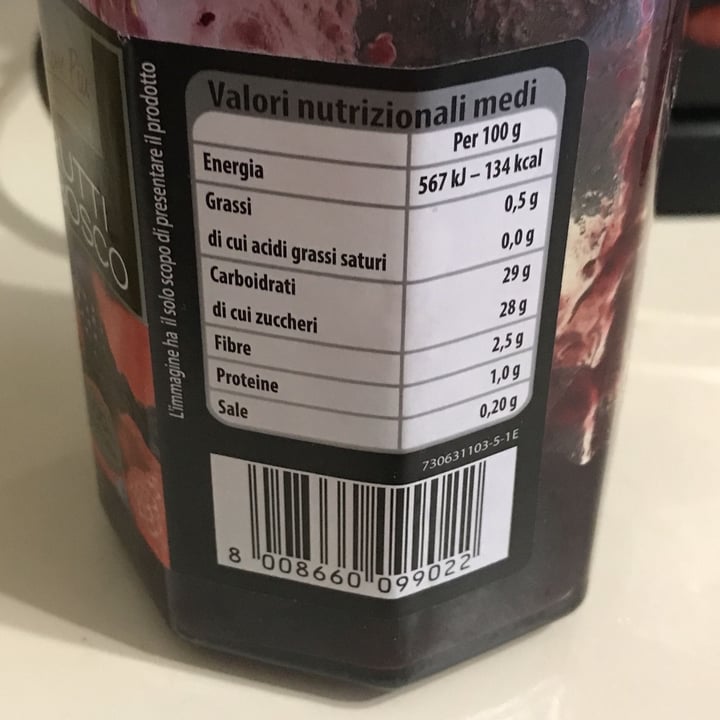 UTTI
OSCO
L'immagine ha il solo scopo di presentare il prodotto
Valori nutrizionali medi
Per 100 g
Energia 567 kJ – 134 kcal
Grassi 0,5 g
di cui acidi grassi saturi 0,0 g
Carboidrati 29 g
di cui zuccheri 28 g
Fibre 2,5 g
Proteine 1,0 g
Sale 0,20 g
730631103-5-1E
8 008660 099022